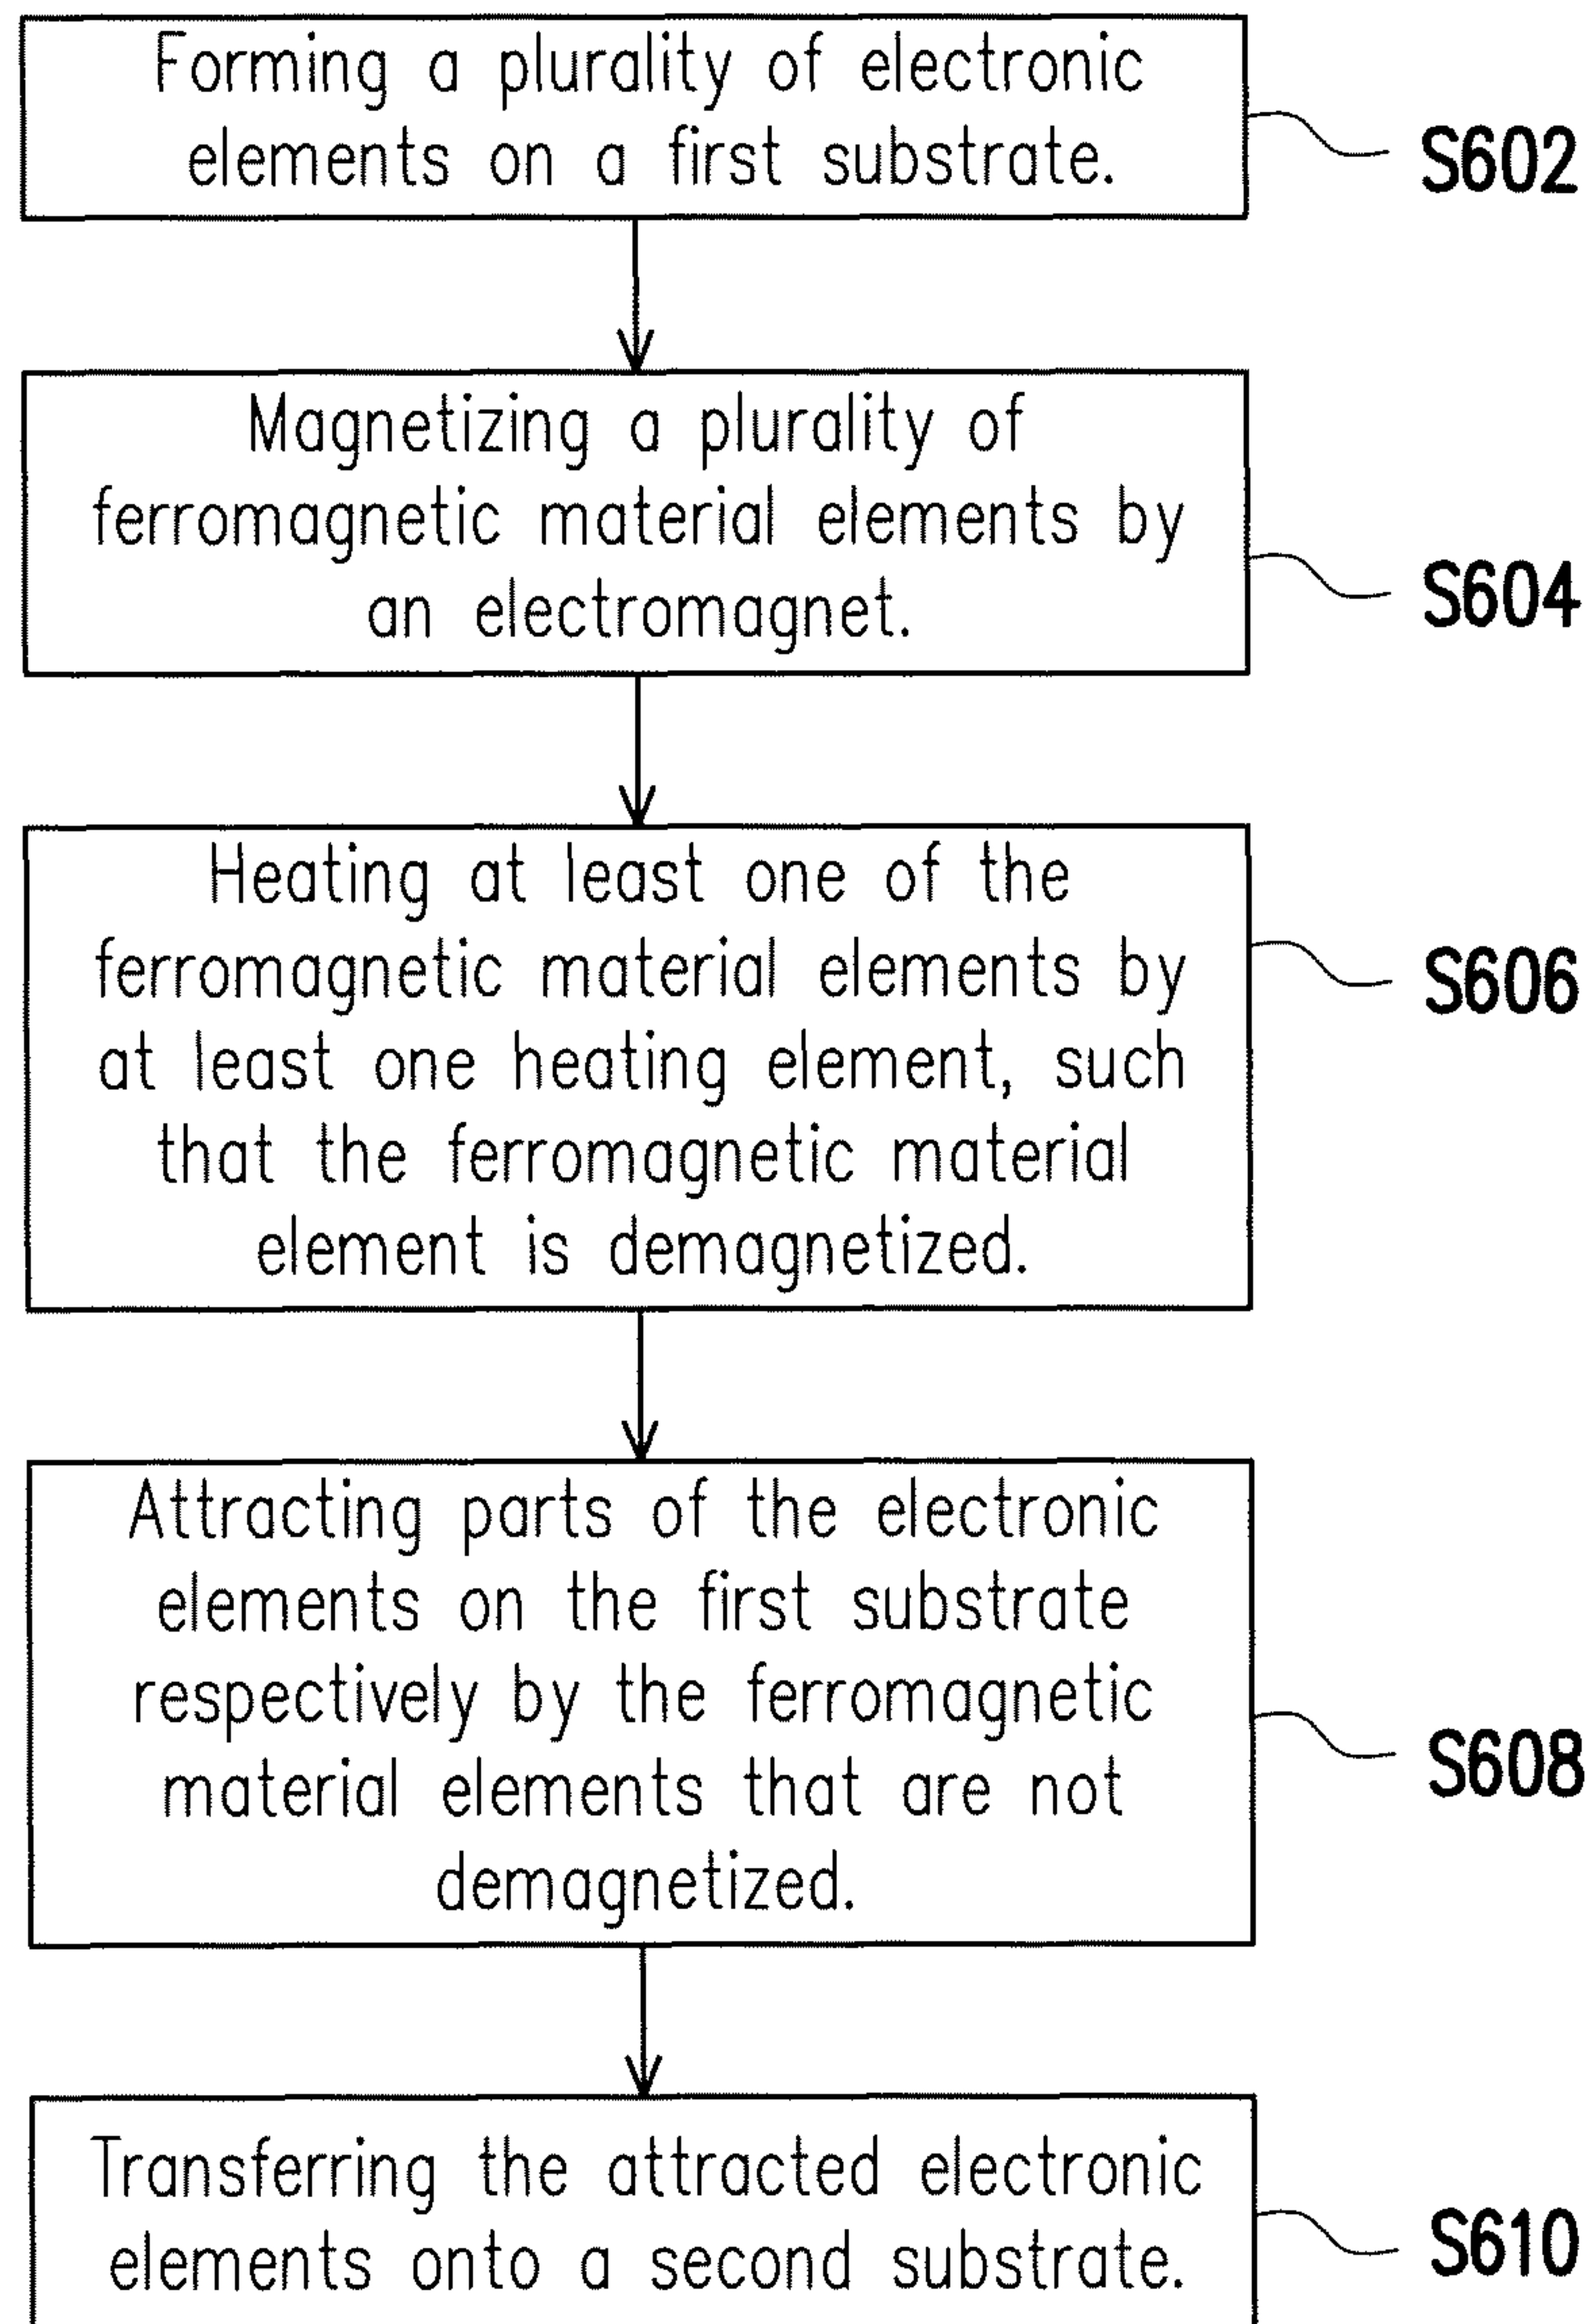 Forming a plurality of electronic
elements on a first substrate.
S602
Magnetizing a plurality of
ferromagnetic material elements by
an electromagnet.
S604
Heating at least one of the
ferromagnetic material elements by
at least one heating element, such
that the ferromagnetic material
element is demagnetized.
S606
Attracting parts of the electronic
elements on the first substrate
respectively by the ferromagnetic
material elements that are not
demagnetized.
S608
Transferring the attracted electronic
elements onto a second substrate.
S610